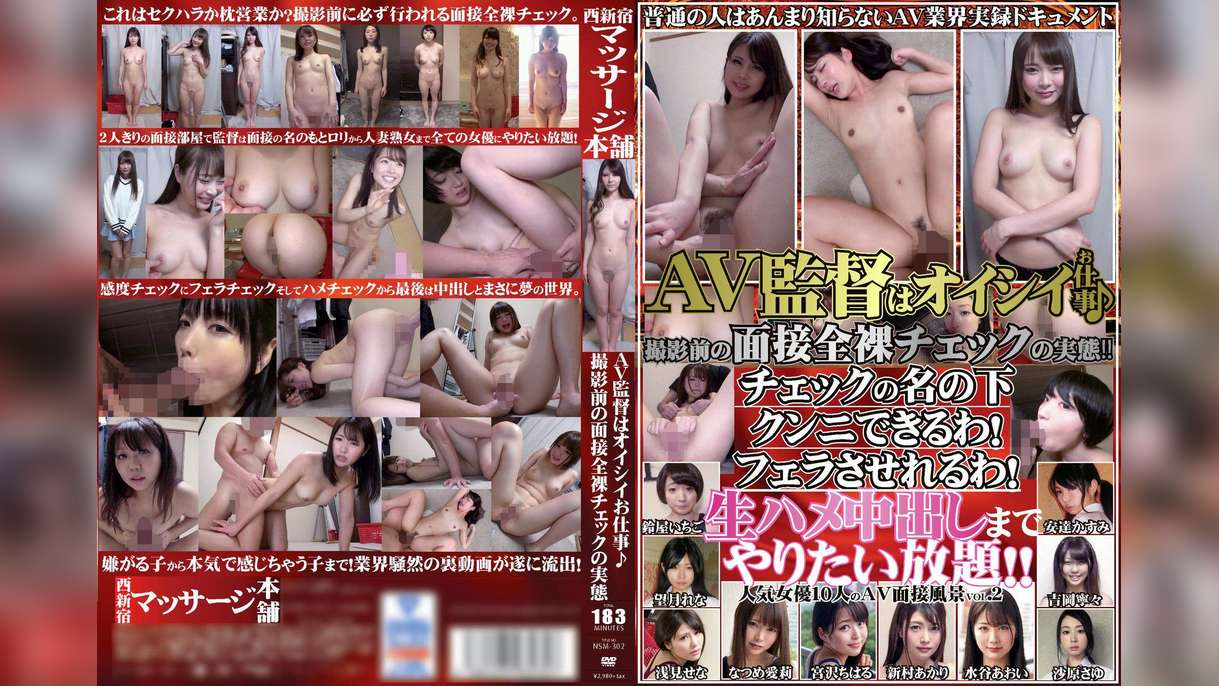 これはセクハラか枕営業か?撮影前に必ず行われる面接全裸チェック。
2人きりの面接部屋で監督は面接の名のもとロリから人妻熟女まで全ての女優にやりたい放題!
感度チェックにフェラチェックそしてハメチェックから最後は中出しとまさに夢の世界。
嫌がる子から本気で感じちゃう子まで!業界騒然の裏動画が遂に流出!
西新宿
マッサージ
本舗
西新宿
マッサージ本舗
AV監督はオイシイお仕事♪
撮影前の面接全裸チェックの実態
TOTAL
183
MINUTES
TITLE NO.
NSM-302
DVD
VIDEO
¥2,980+tax
普通の人はあんまり知らないAV業界実録ドキュメント
AV監督はオイシイお仕事♪
撮影前の面接全裸チェックの実態!!
チェックの名の下
クンニできるわ!
フェラさせれるわ!
生ハメ中出しまで
やりたい放題!!
人気女優10人のAV面接風景VOL.2
鈴屋いちご
安達かすみ
望月れな
吉岡寧々
浅見せな
なつめ愛莉
宮沢ちはる
新村あかり
水谷あおい
沙原さゆ